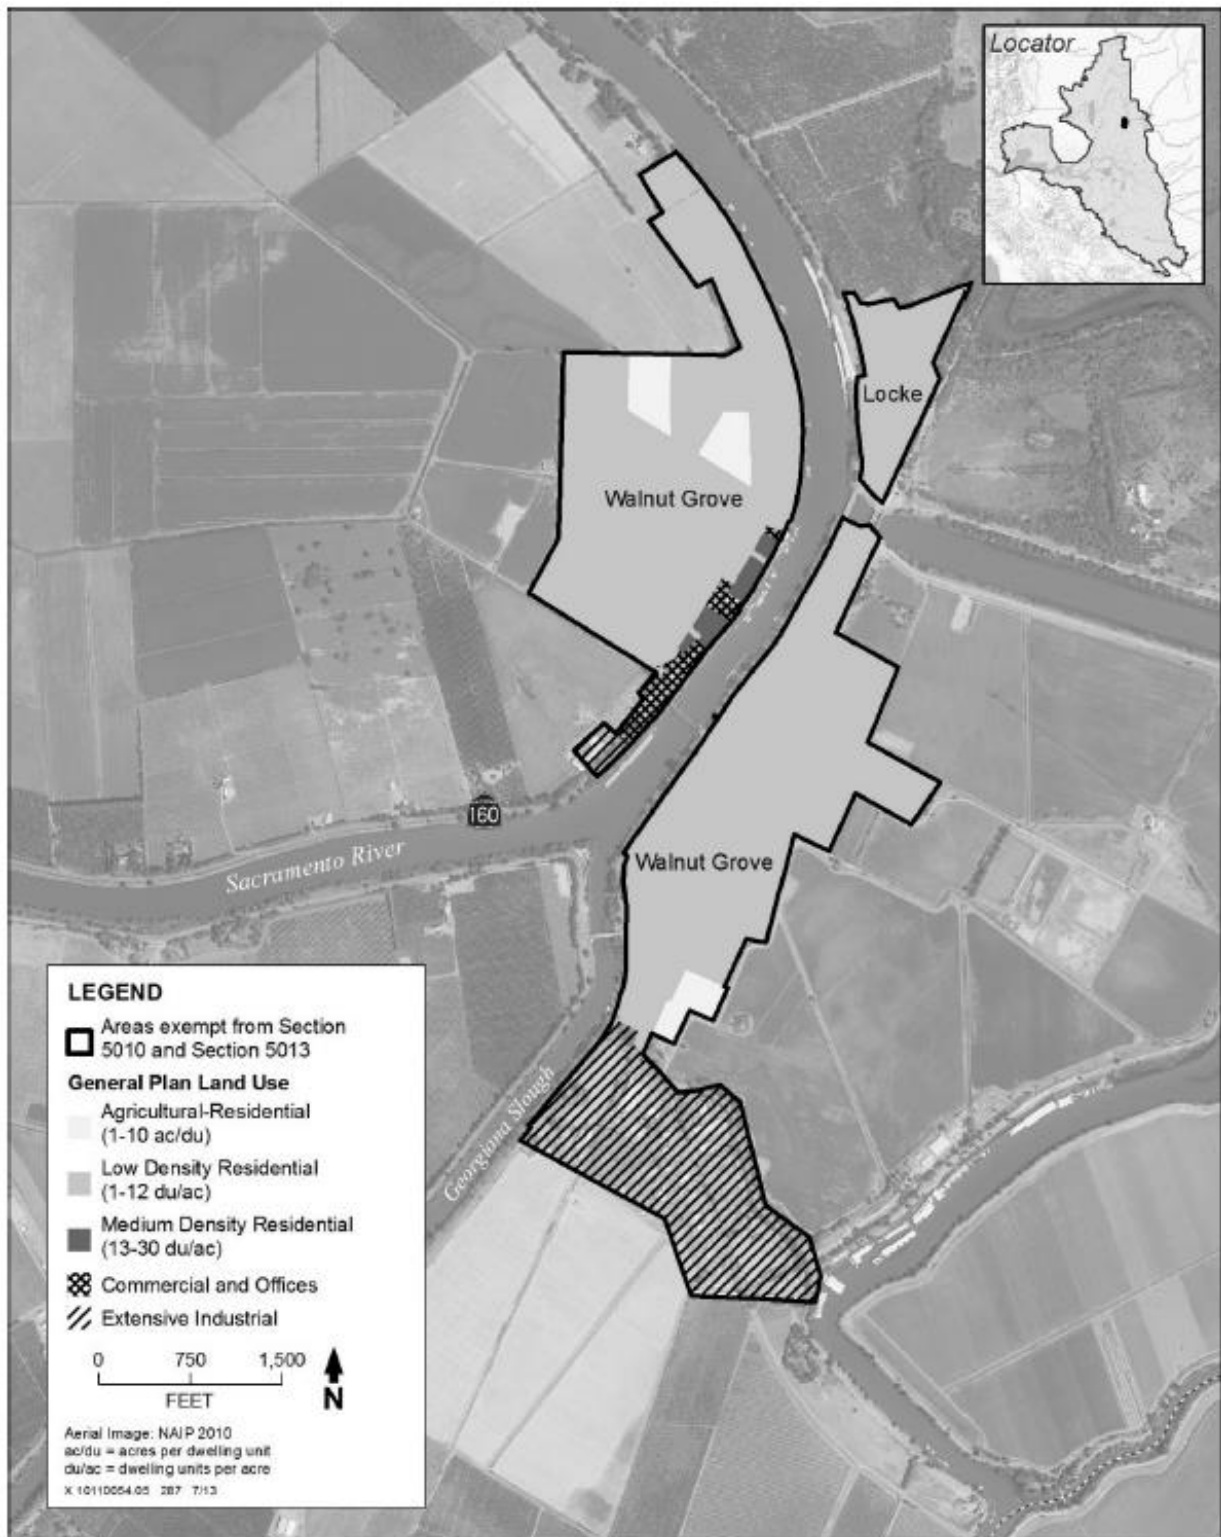 Locator
Locke
Walnut Grove
160
Sacramento River
Walnut Grove
Georgiana Slough
LEGEND
Areas exempt from Section
5010 and Section 5013
General Plan Land Use
Agricultural-Residential
(1-10 ac/du)
Low Density Residential
(1-12 du/ac)
Medium Density Residential
(13-30 du/ac)
Commercial and Offices
Extensive Industrial
0 750 1,500
FEET
N
Aerial Image: NAIP 2010
ac/du = acres per dwelling unit
du/ac = dwelling units per acre
X 10110054.05 287 7/13